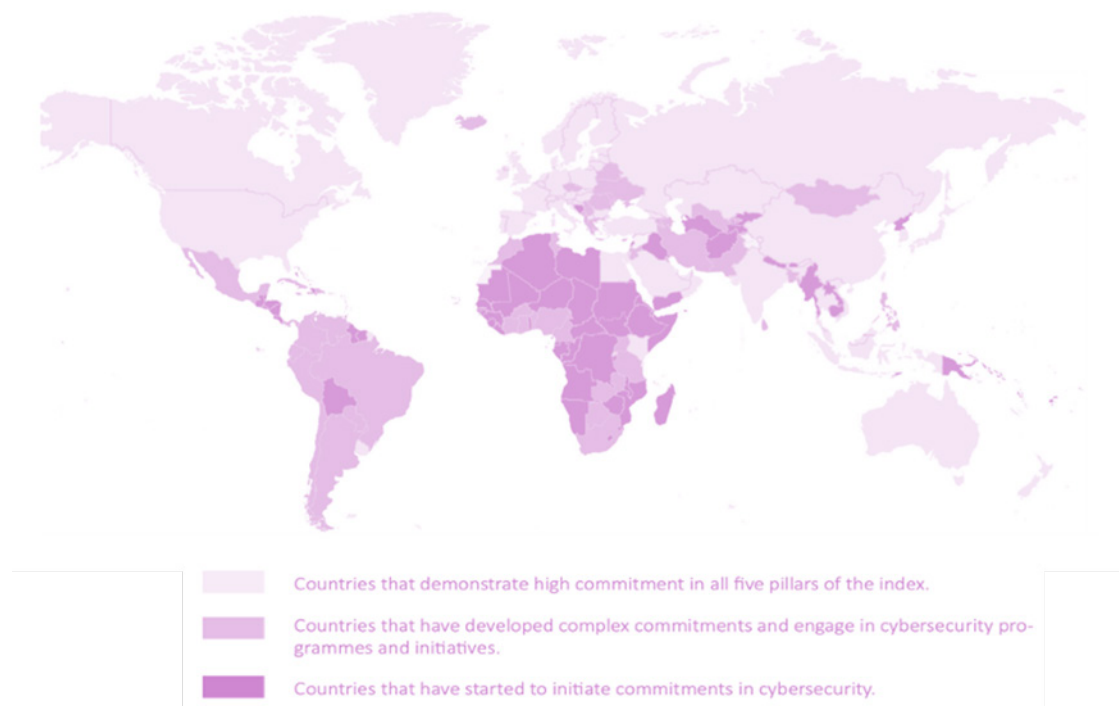 Countries that demonstrate high commitment in all five pillars of the index.
Countries that have developed complex commitments and engage in cybersecurity pro-
grammes and initiatives.
Countries that have started to initiate commitments in cybersecurity.